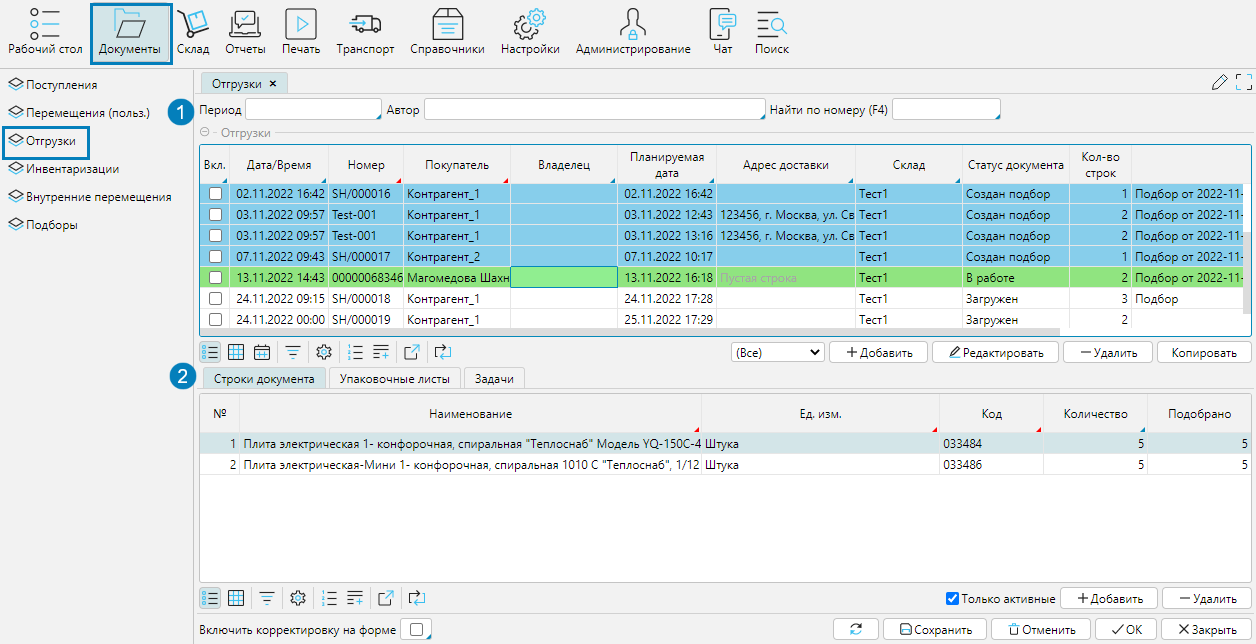 Рабочий стол Документы Склад Отчеты Печать Транспорт Справочники Настройки Администрирование Чат Поиск
Поступления
Перемещения (польз.)
Отгрузки
Инвентаризации
Внутренние перемещения
Подборы
Отгрузки ×
1 Период Автор Найти по номеру (F4)
Отгрузки
Вкл. Дата/Время Номер Покупатель Владелец Планируемая дата Адрес доставки Склад Статус документа Кол-во строк
02.11.2022 16:42 SH/000016 Контрагент_1 02.11.2022 16:42 Тест1 Создан подбор 1 Подбор от 2022-11-
03.11.2022 09:57 Test-001 Контрагент_1 03.11.2022 12:43 123456, г. Москва, ул. Св Тест1 Создан подбор 2 Подбор от 2022-11-
03.11.2022 09:57 Test-001 Контрагент_1 03.11.2022 13:16 123456, г. Москва, ул. Св Тест1 Создан подбор 2 Подбор от 2022-11-
07.11.2022 09:43 SH/000017 Контрагент_2 07.11.2022 10:17 Тест1 Создан подбор 1 Подбор от 2022-11-
13.11.2022 14:43 00000068346 Магомедова Шахн 13.11.2022 16:18 Пустая строка Тест1 В работе 2 Подбор от 2022-11-
24.11.2022 09:15 SH/000018 Контрагент_1 24.11.2022 17:28 Тест1 Загружен 3 Подбор
24.11.2022 00:00 SH/000019 Контрагент_1 25.11.2022 17:29 Тест1 Загружен 2
(Все) Добавить Редактировать Удалить Копировать
2 Строки документа Упаковочные листы Задачи
№ Наименование Ед. изм. Код Количество Подобрано
1 Плита электрическая 1- конфорочная, спиральная "Теплоснаб" Модель YQ-150C-4 Штука 033484 5 5
2 Плита электрическая-Мини 1- конфорочная, спиральная 1010 С "Теплоснаб", 1/12 Штука 033486 5 5
Только активные Добавить Удалить
Включить корректировку на форме Сохранить Отменить OK Закрыть